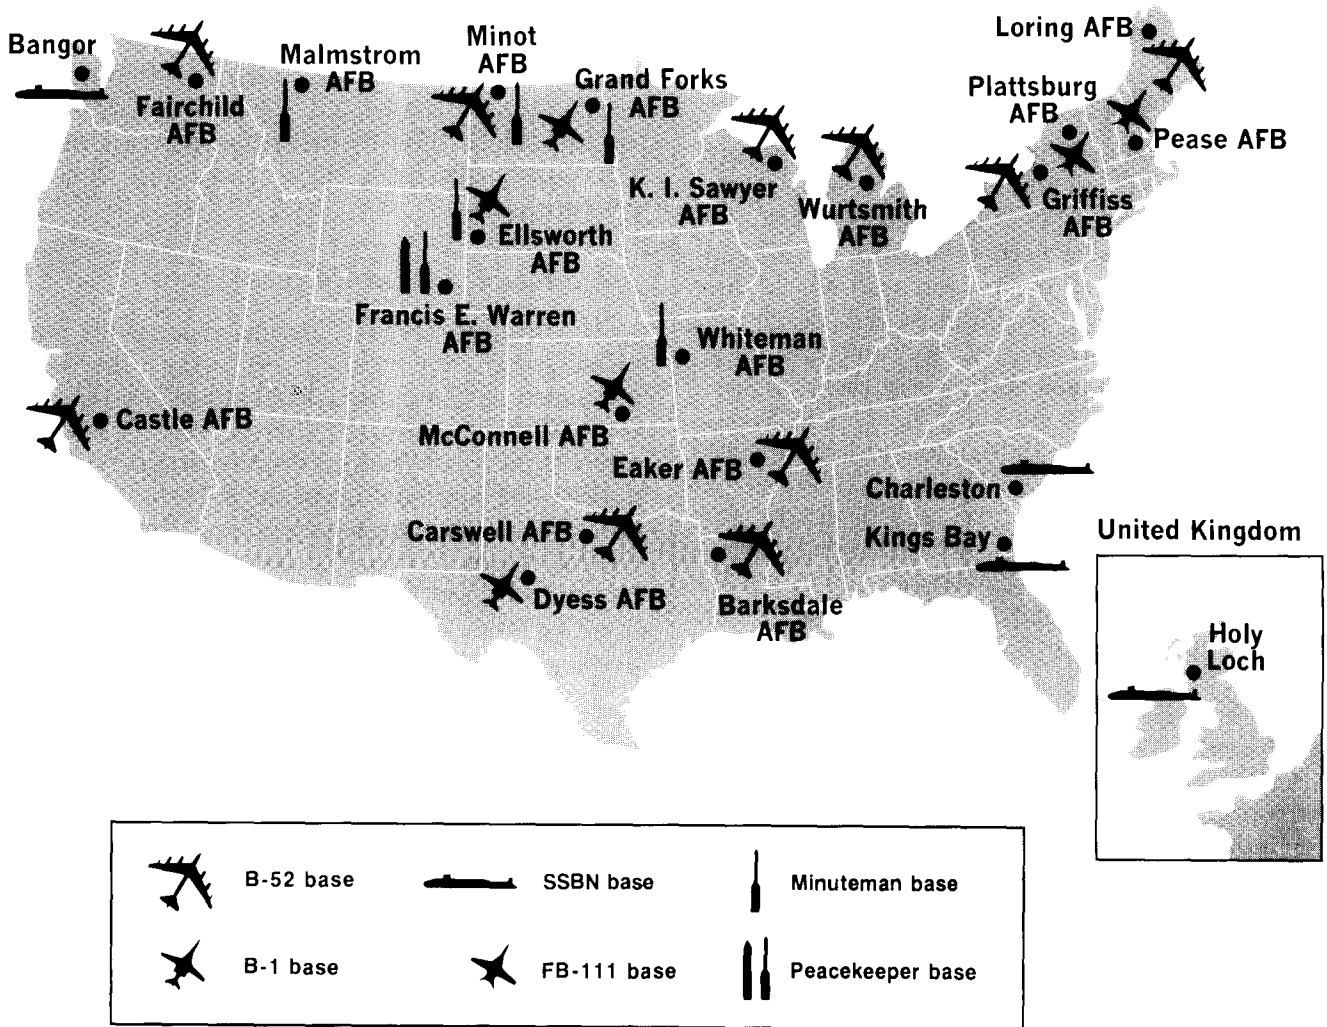 Bangor
Fairchild
AFB
Malmstrom
AFB
Minot
AFB
Grand Forks
AFB
Loring AFB
Plattsburg
AFB
Pease AFB
K. I. Sawyer
AFB
Wurtsmith
AFB
Griffiss
AFB
Ellsworth
AFB
Francis E. Warren
AFB
Whiteman
AFB
Castle AFB
McConnell AFB
Eaker AFB
Charleston
Carswell AFB
Kings Bay
Dyess AFB
Barksdale
AFB
United Kingdom
Holy
Loch
B-52 base
SSBN base
Minuteman base
B-1 base
FB-111 base
Peacekeeper base